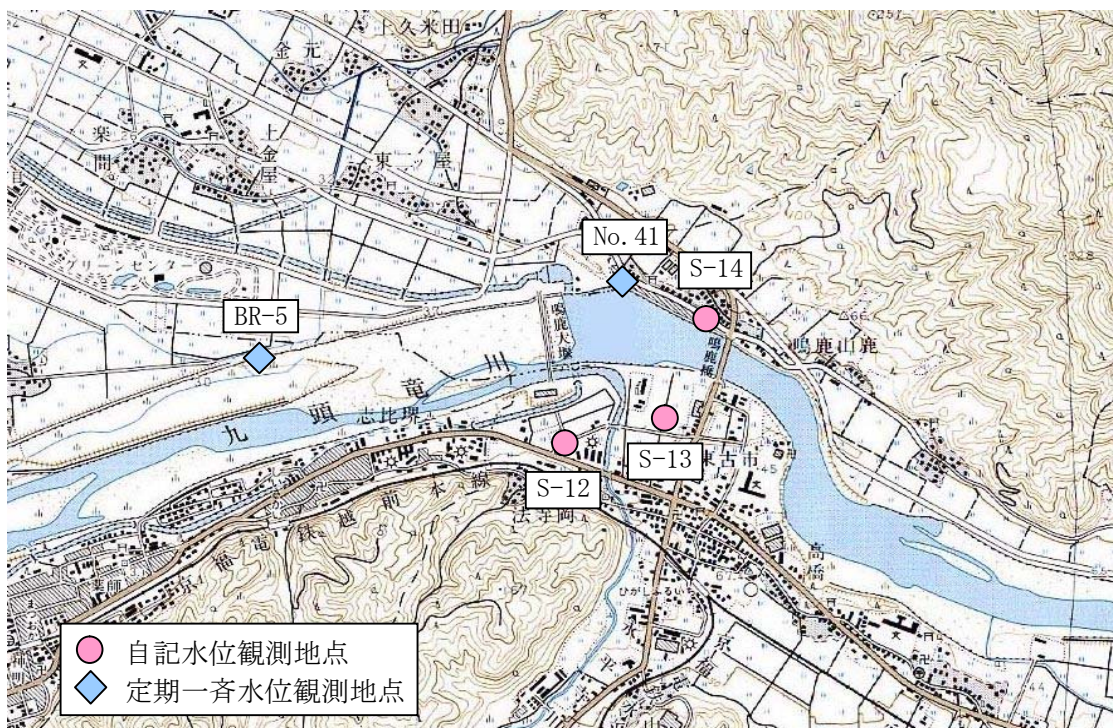 上久米田
金元
楽間
上金屋
東二ッ屋
グリーンセンター
No. 41
S-14
BR-5
鳴鹿大堰
鳴鹿橋
鳴鹿山鹿
九頭竜川
志比堺
S-13
S-12
東古市
法寺岡
京福電鉄越前本線
高橋
ひがしふるいち
薬師
自記水位観測地点
定期一斉水位観測地点